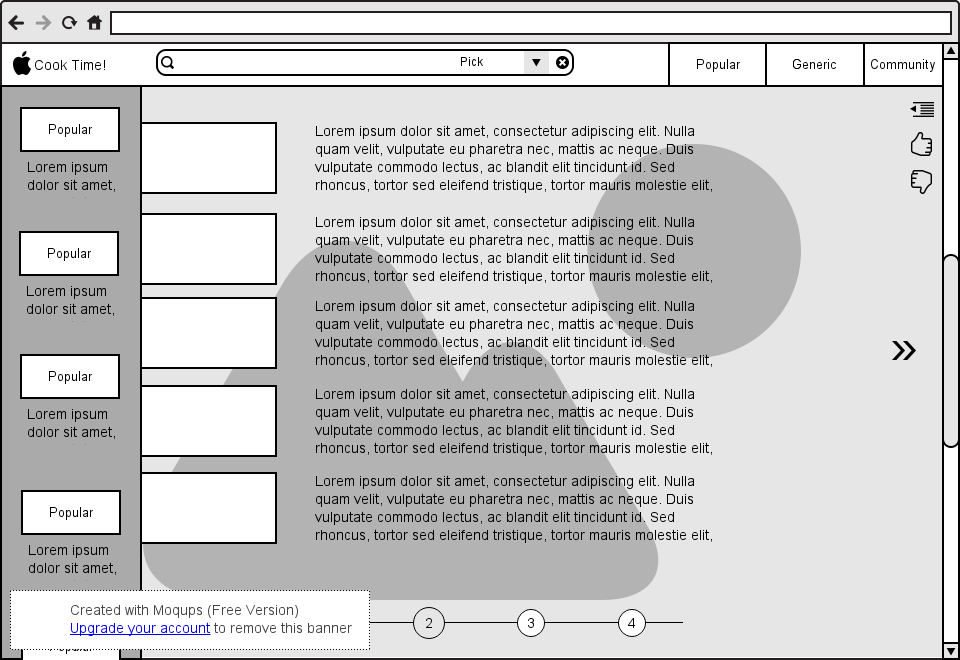 Cook Time!
Pick
Popular
Generic
Community
Popular
Lorem ipsum
dolor sit amet,
Popular
Lorem ipsum
dolor sit amet,
Popular
Lorem ipsum
dolor sit amet,
Popular
Lorem ipsum
dolor sit amet,
Lorem ipsum dolor sit amet, consectetur adipiscing elit. Nulla
quam velit, vulputate eu pharetra nec, mattis ac neque. Duis
vulputate commodo lectus, ac blandit elit tincidunt id. Sed
rhoncus, tortor sed eleifend tristique, tortor mauris molestie elit,
Lorem ipsum dolor sit amet, consectetur adipiscing elit. Nulla
quam velit, vulputate eu pharetra nec, mattis ac neque. Duis
vulputate commodo lectus, ac blandit elit tincidunt id. Sed
rhoncus, tortor sed eleifend tristique, tortor mauris molestie elit,
Lorem ipsum dolor sit amet, consectetur adipiscing elit. Nulla
quam velit, vulputate eu pharetra nec, mattis ac neque. Duis
vulputate commodo lectus, ac blandit elit tincidunt id. Sed
rhoncus, tortor sed eleifend tristique, tortor mauris molestie elit,
Lorem ipsum dolor sit amet, consectetur adipiscing elit. Nulla
quam velit, vulputate eu pharetra nec, mattis ac neque. Duis
vulputate commodo lectus, ac blandit elit tincidunt id. Sed
rhoncus, tortor sed eleifend tristique, tortor mauris molestie elit,
Lorem ipsum dolor sit amet, consectetur adipiscing elit. Nulla
quam velit, vulputate eu pharetra nec, mattis ac neque. Duis
vulputate commodo lectus, ac blandit elit tincidunt id. Sed
rhoncus, tortor sed eleifend tristique, tortor mauris molestie elit,
Created with Moqups (Free Version)
Upgrade your account to remove this banner
2 3 4